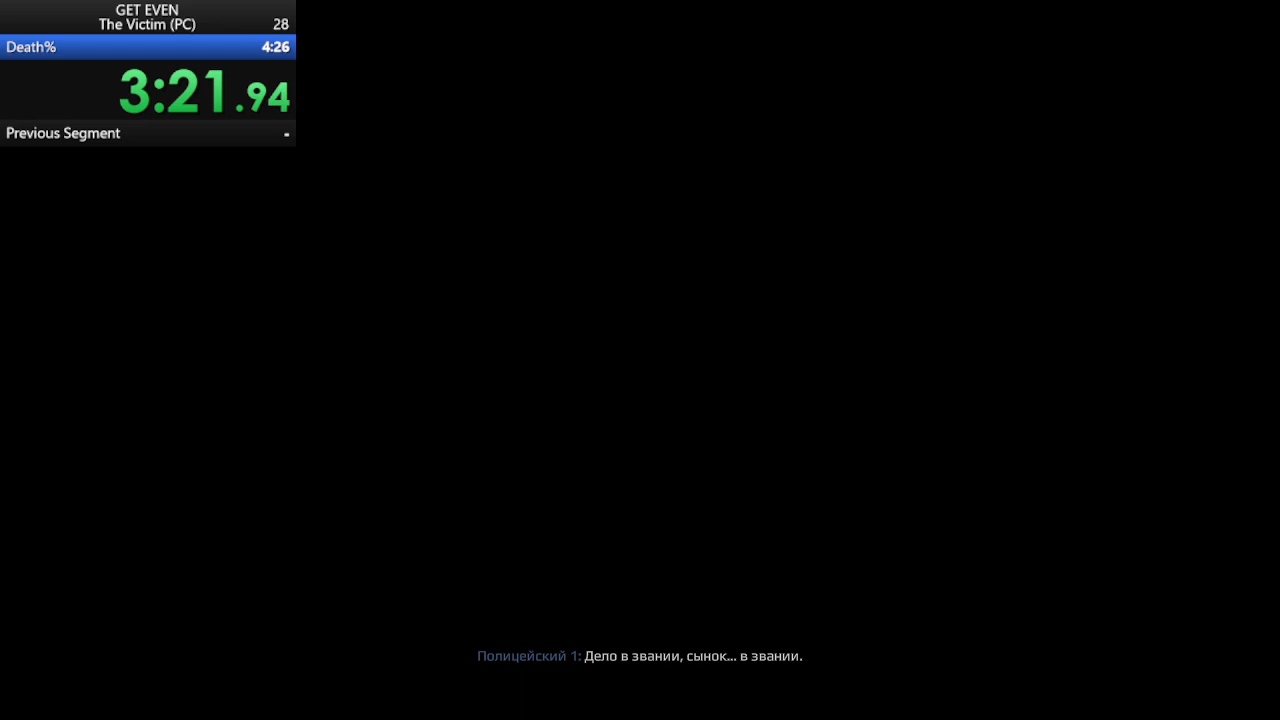 GET EVEN
The Victim (PC) 28
Death% 4:26
3:21.94
Previous Segment -
Полицейский 1: Дело в звании, сынок... в звании.